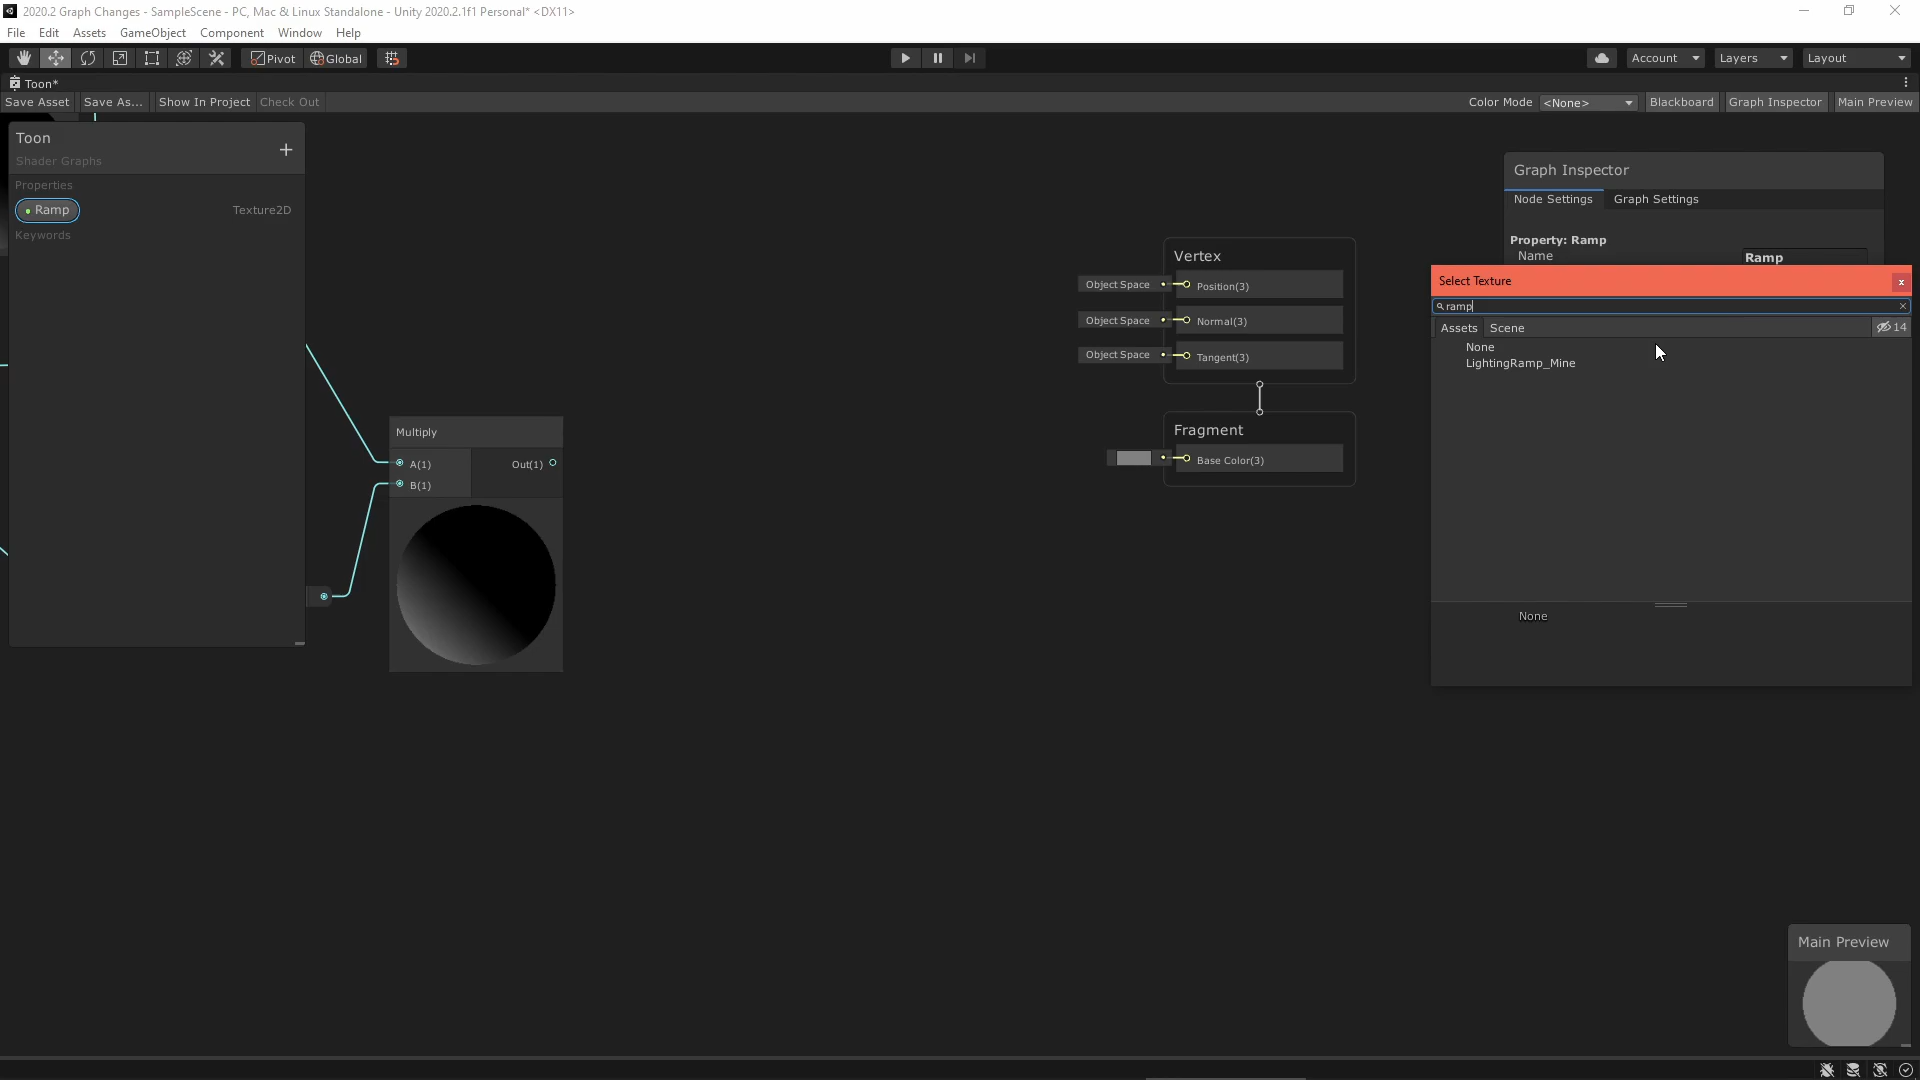 2020.2 Graph Changes - SampleScene - PC, Mac & Linux Standalone - Unity 2020.2.1f1 Personal* <DX11>
File Edit Assets GameObject Component Window Help
Pivot Global Account Layers Layout
Toon*
Save Asset Save As... Show In Project Check Out Color Mode <None> Blackboard Graph Inspector Main Preview
Toon
Shader Graphs
Properties
Ramp Texture2D
Keywords
Multiply
A(1) Out(1)
B(1)
Vertex
Object Space Position(3)
Object Space Normal(3)
Object Space Tangent(3)
Fragment
Base Color(3)
Graph Inspector
Node Settings Graph Settings
Property: Ramp
Name Ramp
Select Texture
ramp
Assets Scene 14
None
LightingRamp_Mine
None
Main Preview